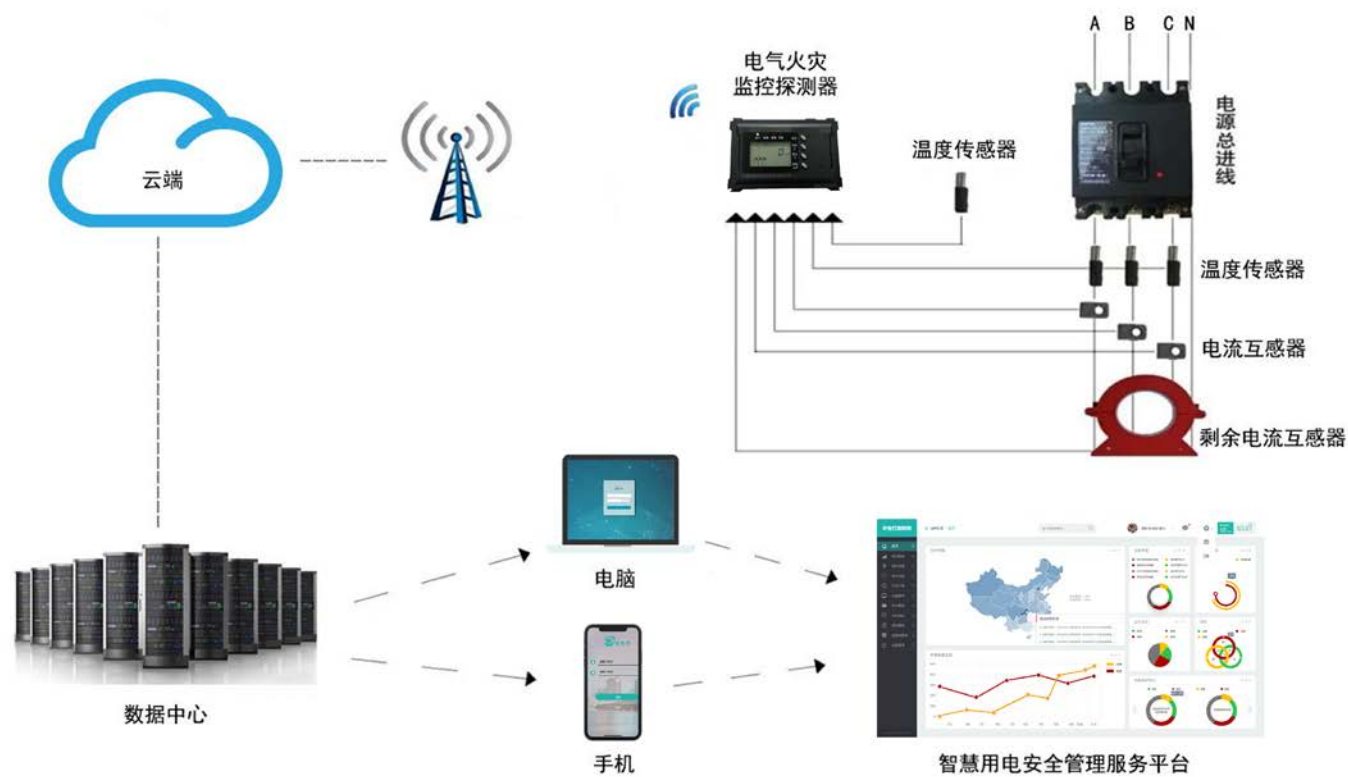 A B C N
电气火灾
监控探测器
温度传感器
电源总进线
云端
温度传感器
电流互感器
剩余电流互感器
电脑
数据中心
手机
智慧用电安全管理服务平台